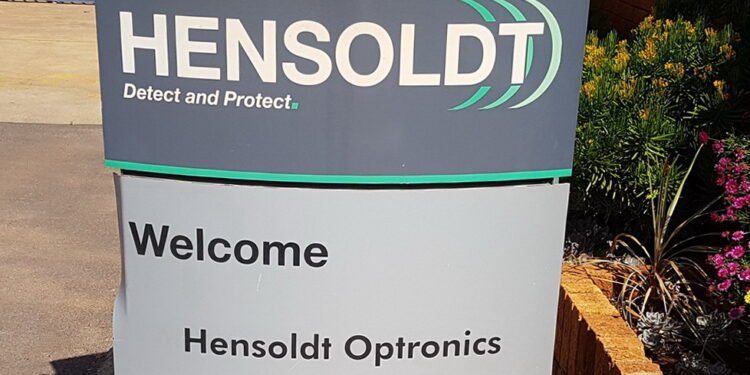 HENSOLDT
Detect and Protect.
Welcome
Hensoldt Optronics